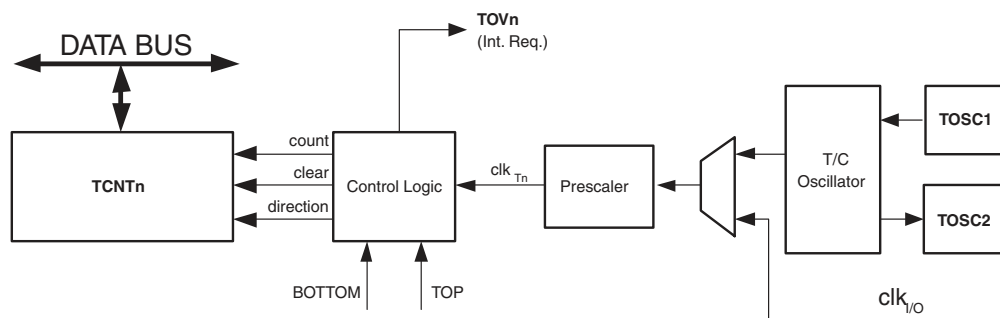 TOVn
(Int. Req.)
DATA BUS
TCNTn
count
clear
direction
Control Logic
clk Tn
Prescaler
T/C
Oscillator
TOSC1
TOSC2
BOTTOM
TOP
clk I/O